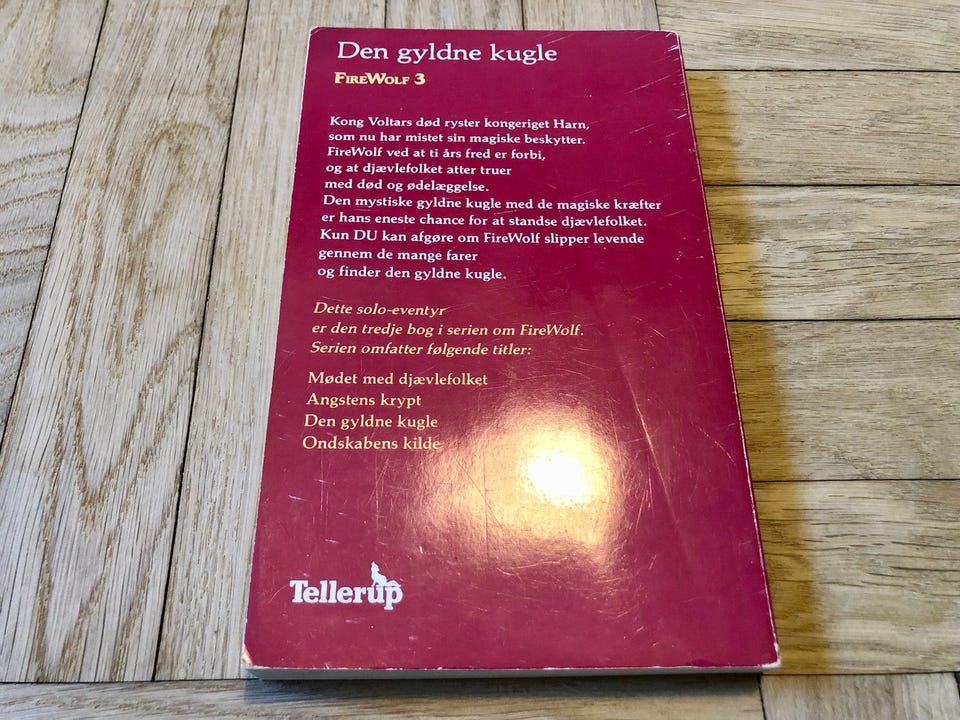 Den gyldne kugle
FIREWOLF 3
Kong Voltars død ryster kongeriget Harn,
som nu har mistet sin magiske beskytter.
FireWolf ved at ti års fred er forbi,
og at djævlefolket atter truer
med død og ødelæggelse.
Den mystiske gyldne kugle med de magiske kræfter
er hans eneste chance for at standse djævlefolket.
Kun DU kan afgøre om FireWolf slipper levende
gennem de mange farer
og finder den gyldne kugle.
Dette solo-eventyr
er den tredje bog i serien om FireWolf.
Serien omfatter følgende titler:
Mødet med djævlefolket
Angstens krypt
Den gyldne kugle
Ondskabens kilde
Tellerup